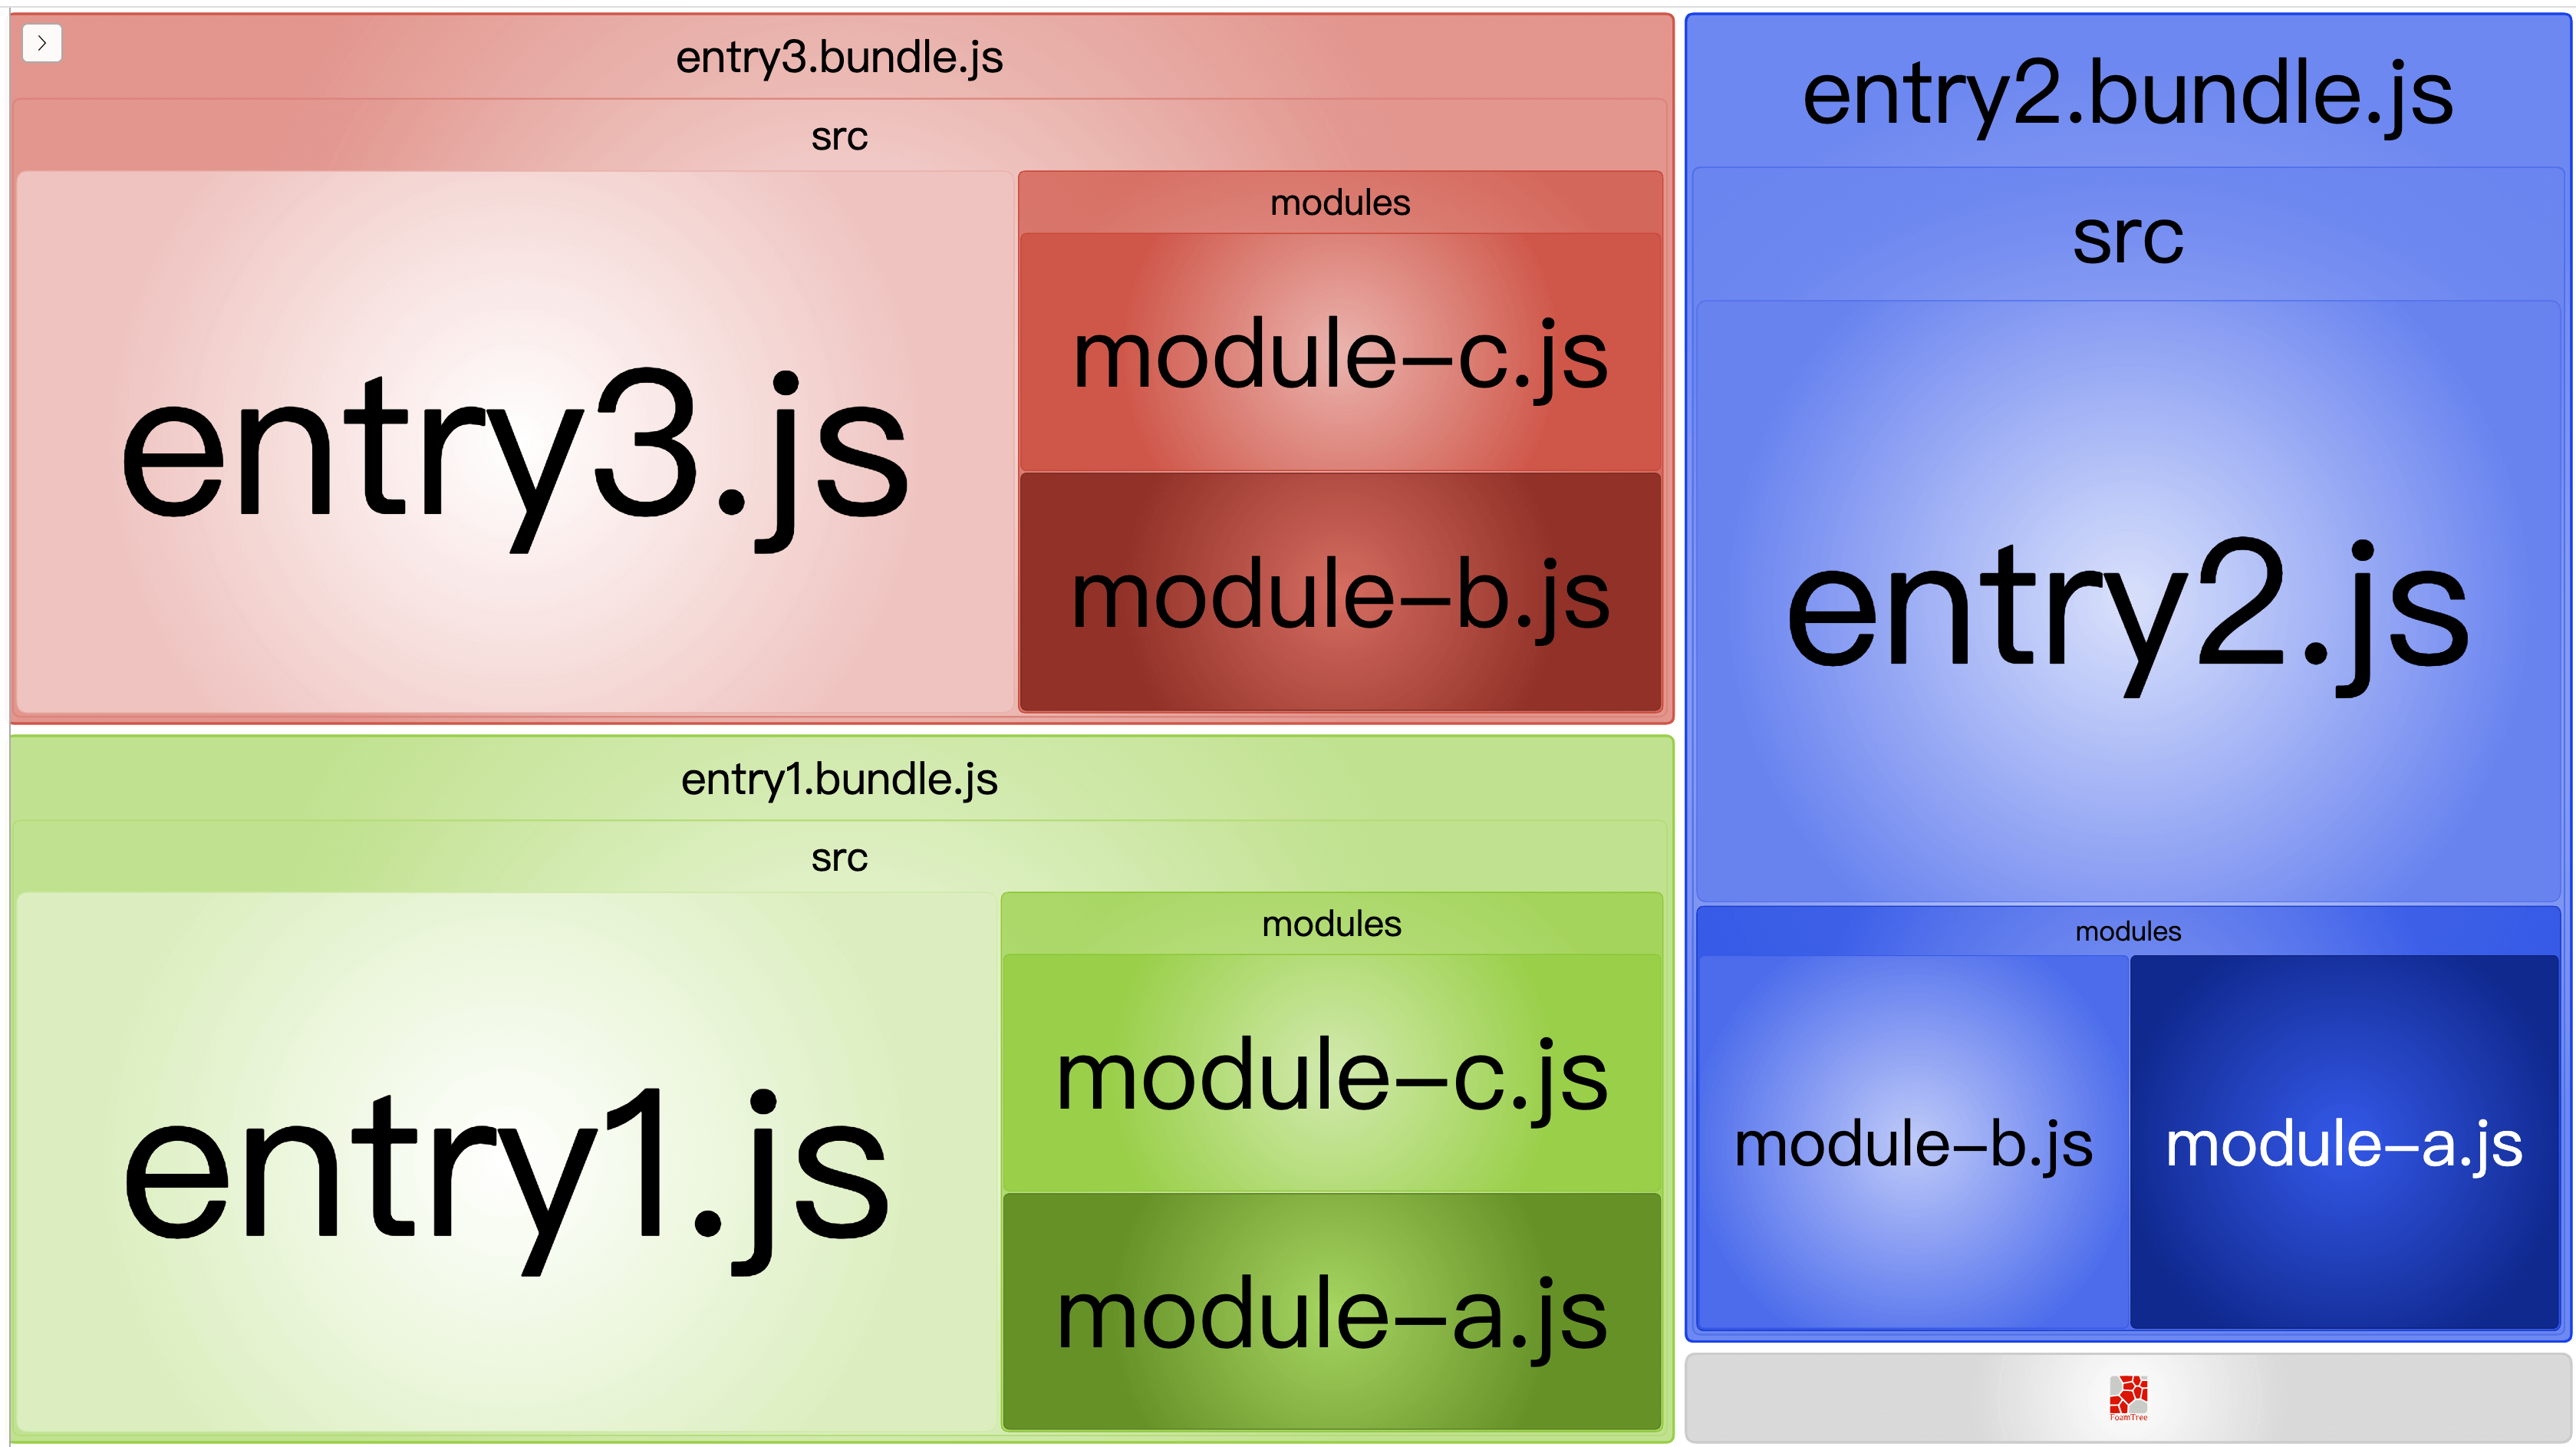 entry3.bundle.js
src
entry3.js
modules
module-c.js
module-b.js
entry1.bundle.js
src
entry1.js
modules
module-c.js
module-a.js
entry2.bundle.js
src
entry2.js
modules
module-b.js
module-a.js
FoamTree